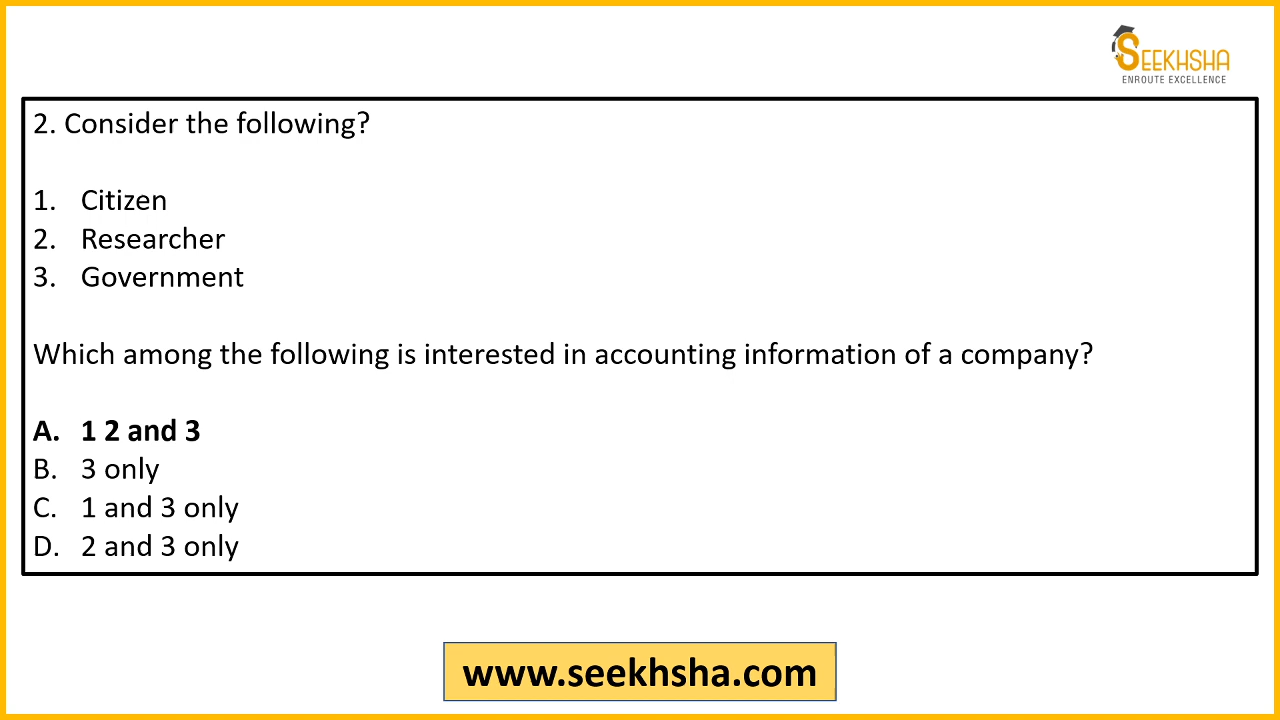 SEEKHSHA
ENROUTE EXCELLENCE
2. Consider the following?
1. Citizen
2. Researcher
3. Government
Which among the following is interested in accounting information of a company?
A. 1 2 and 3
B. 3 only
C. 1 and 3 only
D. 2 and 3 only
www.seekhsha.com